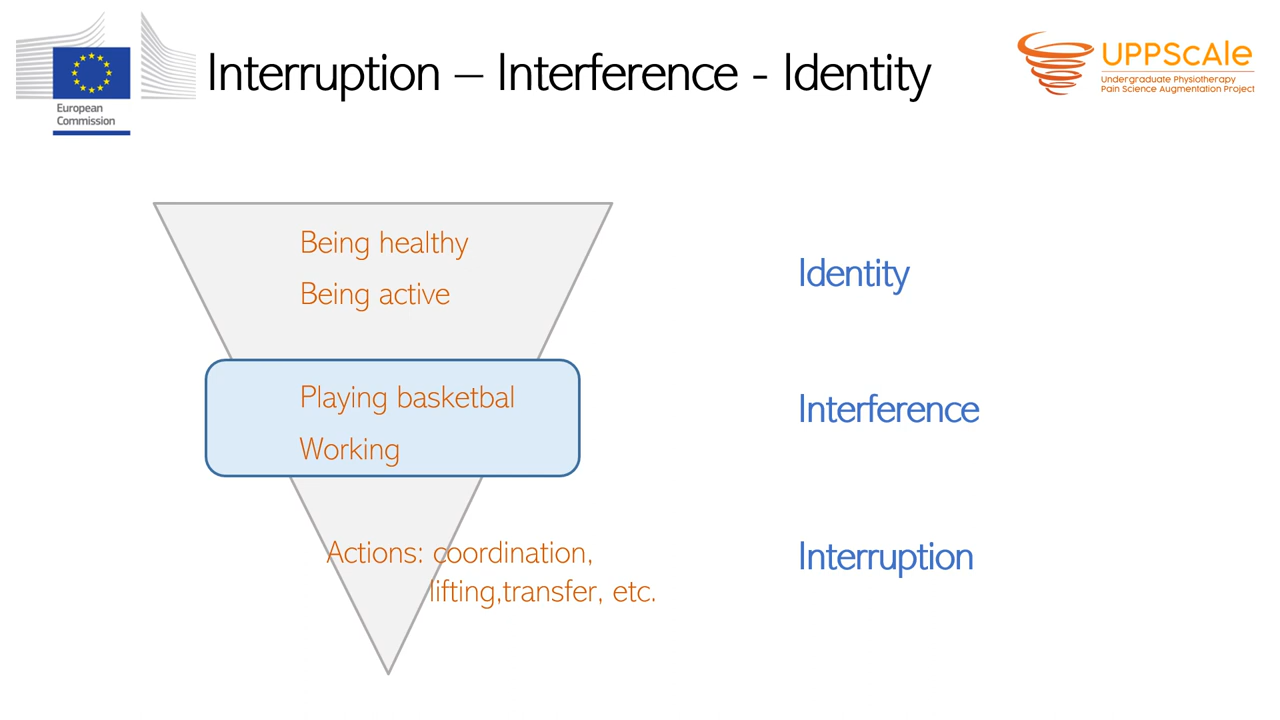 European
Commission
Interruption – Interference - Identity
UPPScale
Undergraduate Physiotherapy
Pain Science Augmentation Project
Being healthy
Being active
Identity
Playing basketbal
Working
Interference
Actions: coordination,
lifting,transfer, etc.
Interruption